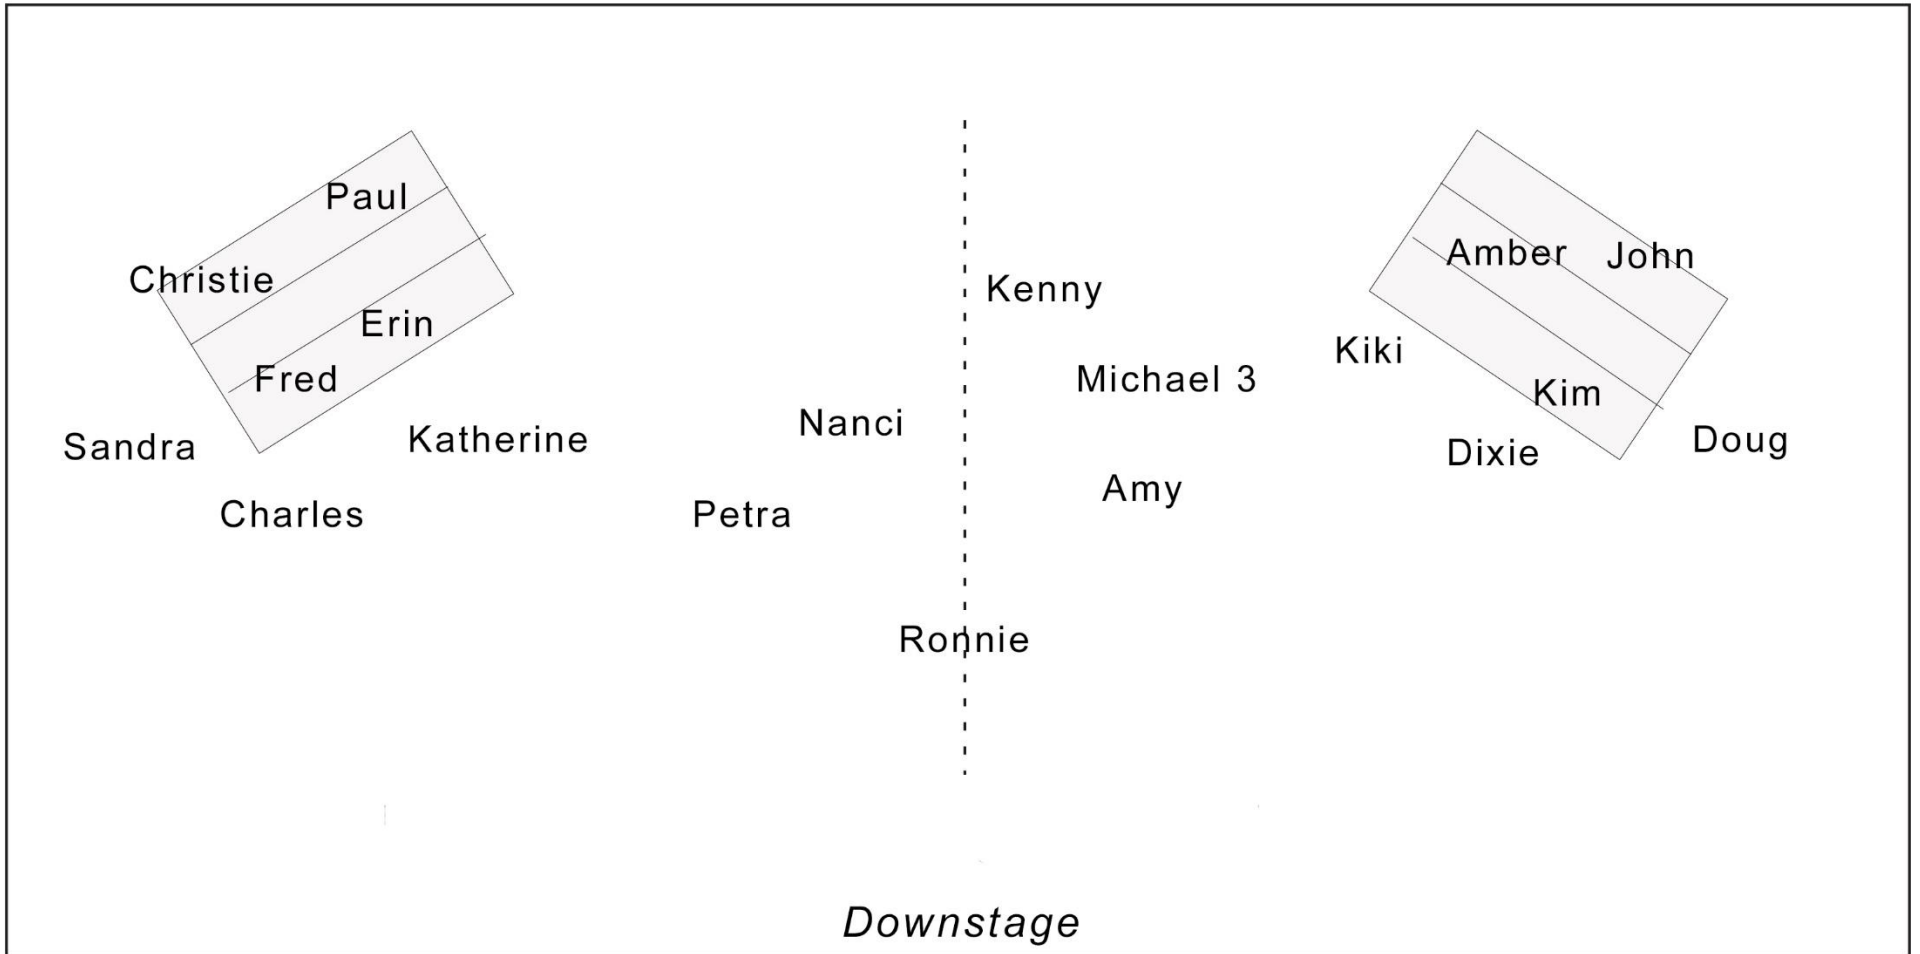 Paul
Christie
Amber
John
Kenny
Erin
Kiki
Fred
Michael 3
Kim
Nanci
Sandra
Katherine
Dixie
Doug
Amy
Charles
Petra
Ronnie
Downstage